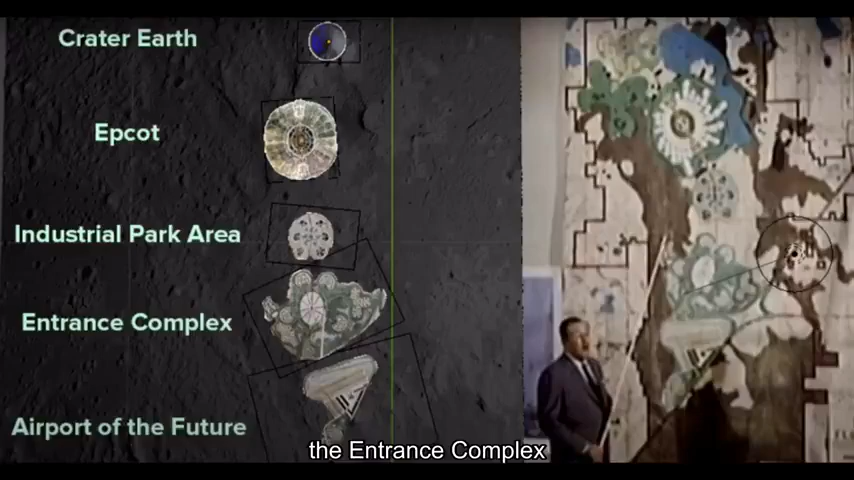 Crater Earth
Epcot
Industrial Park Area
Entrance Complex
Airport of the Future
the Entrance Complex